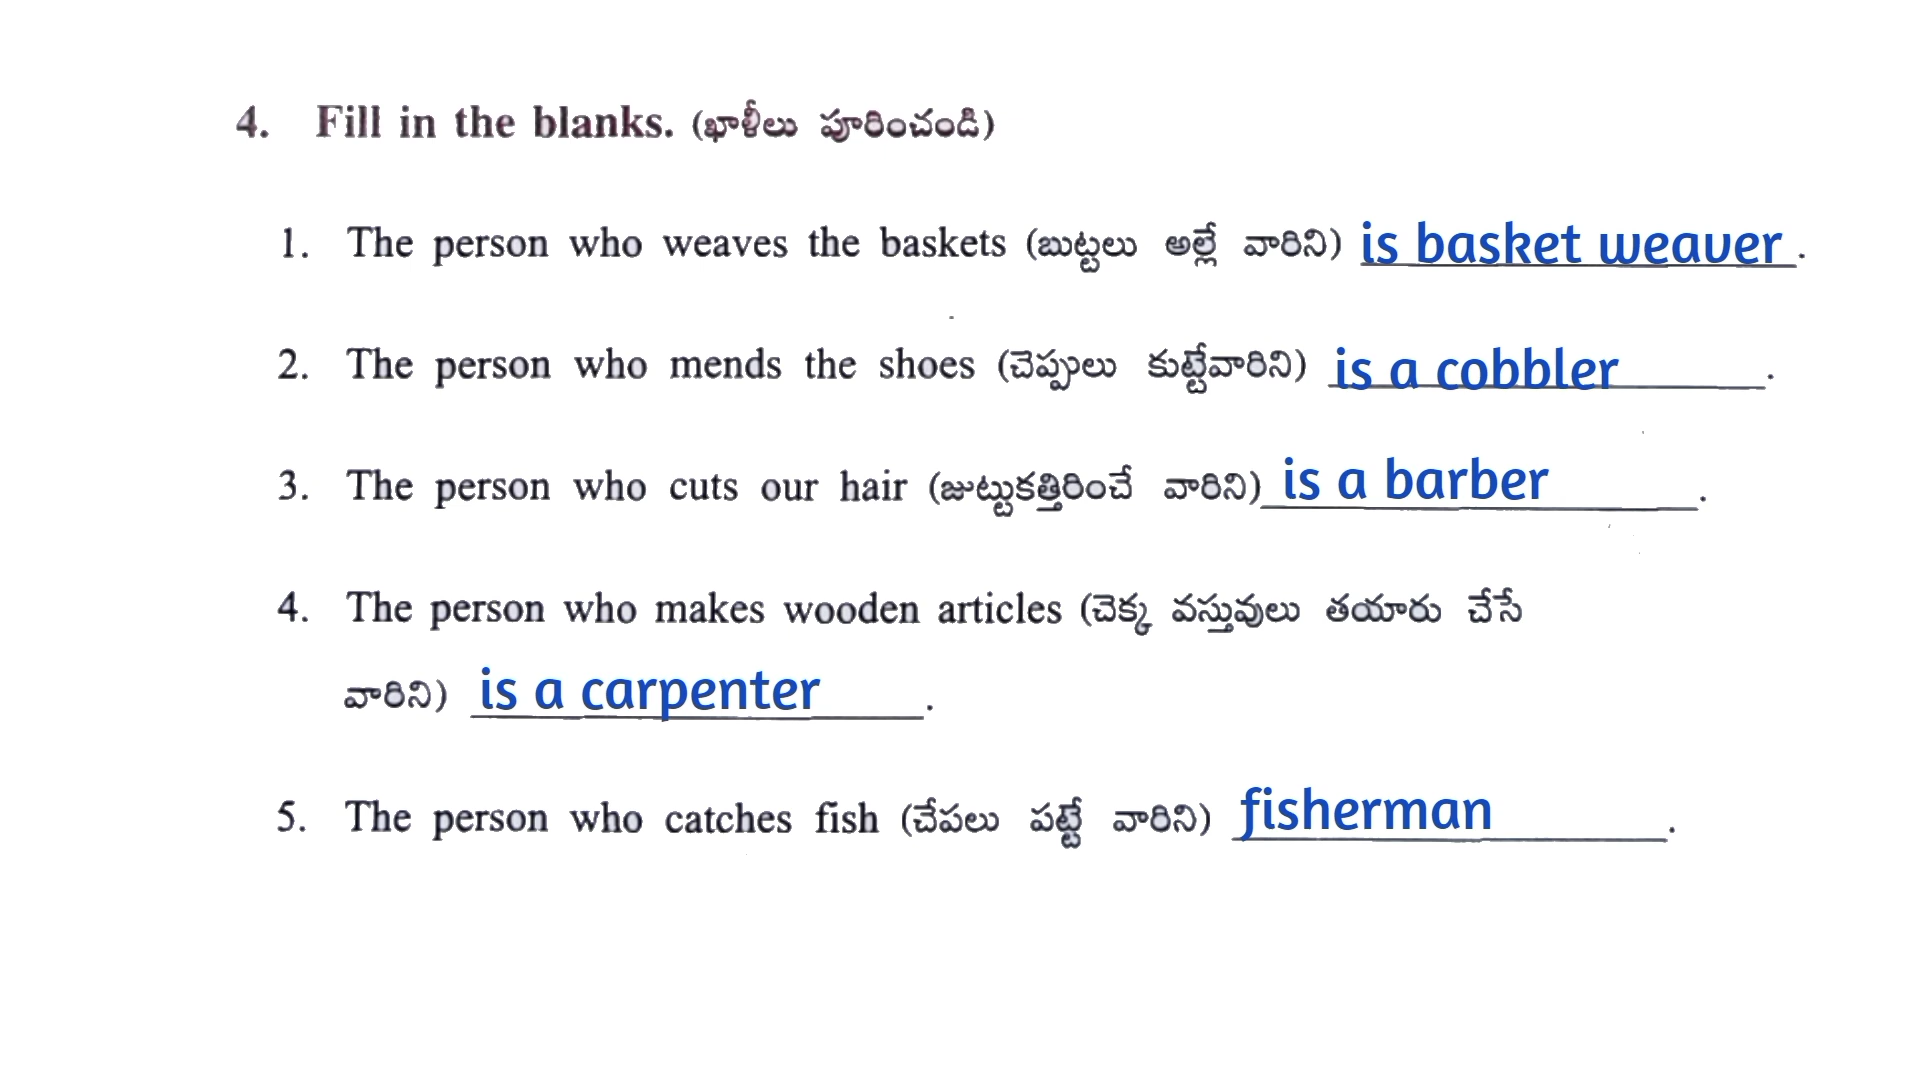 4. Fill in the blanks. (ఖాళీలు పూరించండి)
1. The person who weaves the baskets (బుట్టలు అల్లే వారిని) is basket weaver.
2. The person who mends the shoes (చెప్పులు కుట్టేవారిని) is a cobbler.
3. The person who cuts our hair (జుట్టుకత్తిరించే వారిని) is a barber.
4. The person who makes wooden articles (చెక్క వస్తువులు తయారు చేసే
వారిని) is a carpenter.
5. The person who catches fish (చేపలు పట్టే వారిని) fisherman.